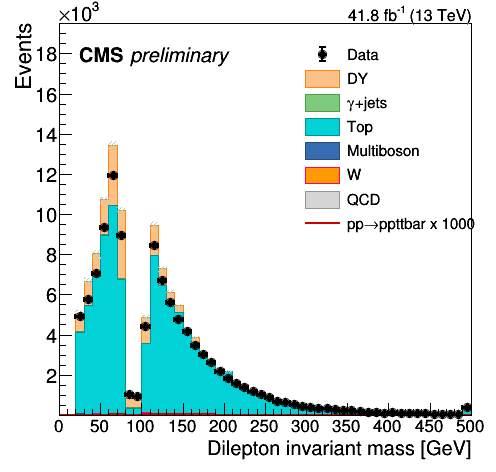 ×10³
41.8 fb⁻¹ (13 TeV)
Events
CMS preliminary
Data
DY
γ+jets
Top
Multiboson
W
QCD
pp→ppttbar x 1000
18
16
14
12
10
8
6
4
2
0 50 100 150 200 250 300 350 400 450 500
Dilepton invariant mass [GeV]